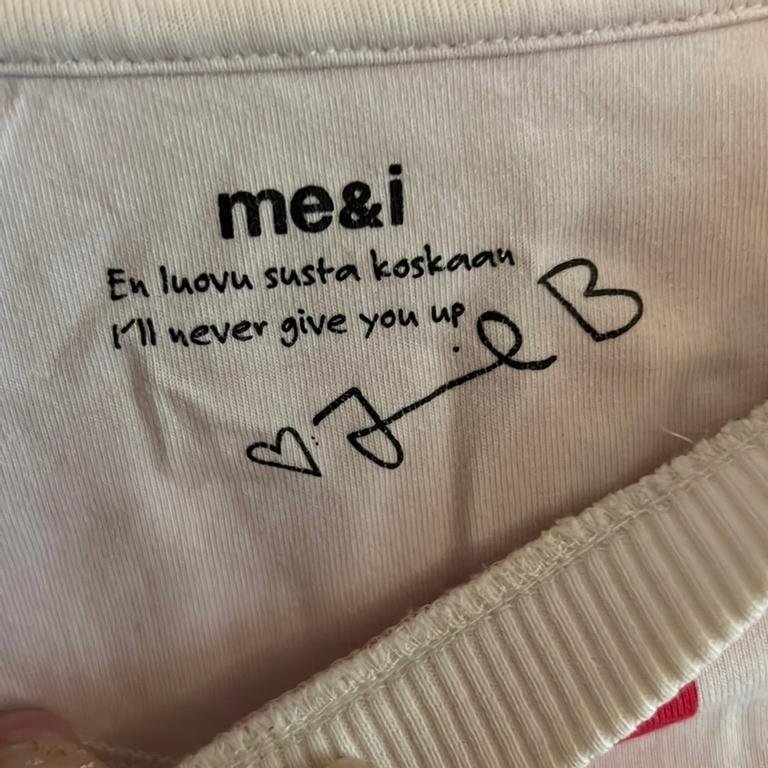 me&i
En luovu susta koskaan
I'll never give you up
B